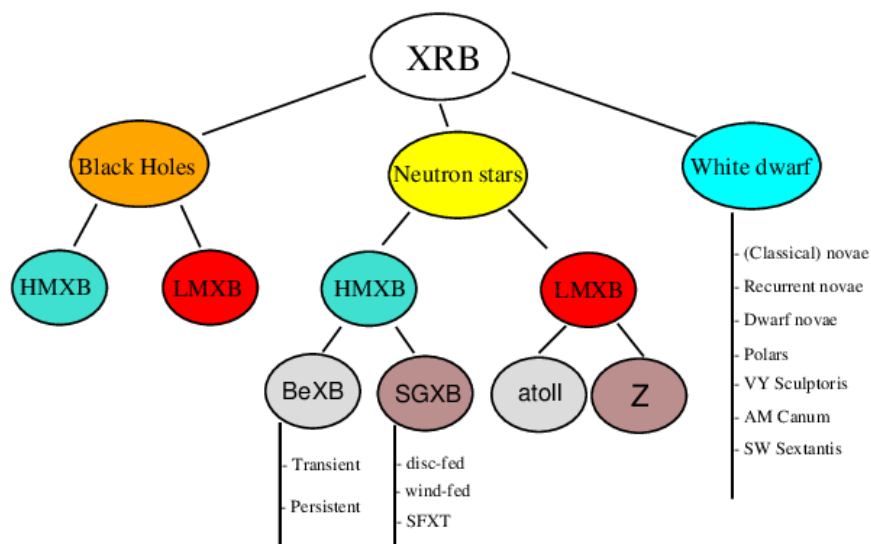 XRB
Black Holes
Neutron stars
White dwarf
HMXB
LMXB
HMXB
LMXB
BeXB
SGXB
atoll
Z
- Transient
- Persistent
- disc-fed
- wind-fed
- SFXT
- (Classical) novae
- Recurrent novae
- Dwarf novae
- Polars
- VY Sculptoris
- AM Canum
- SW Sextantis